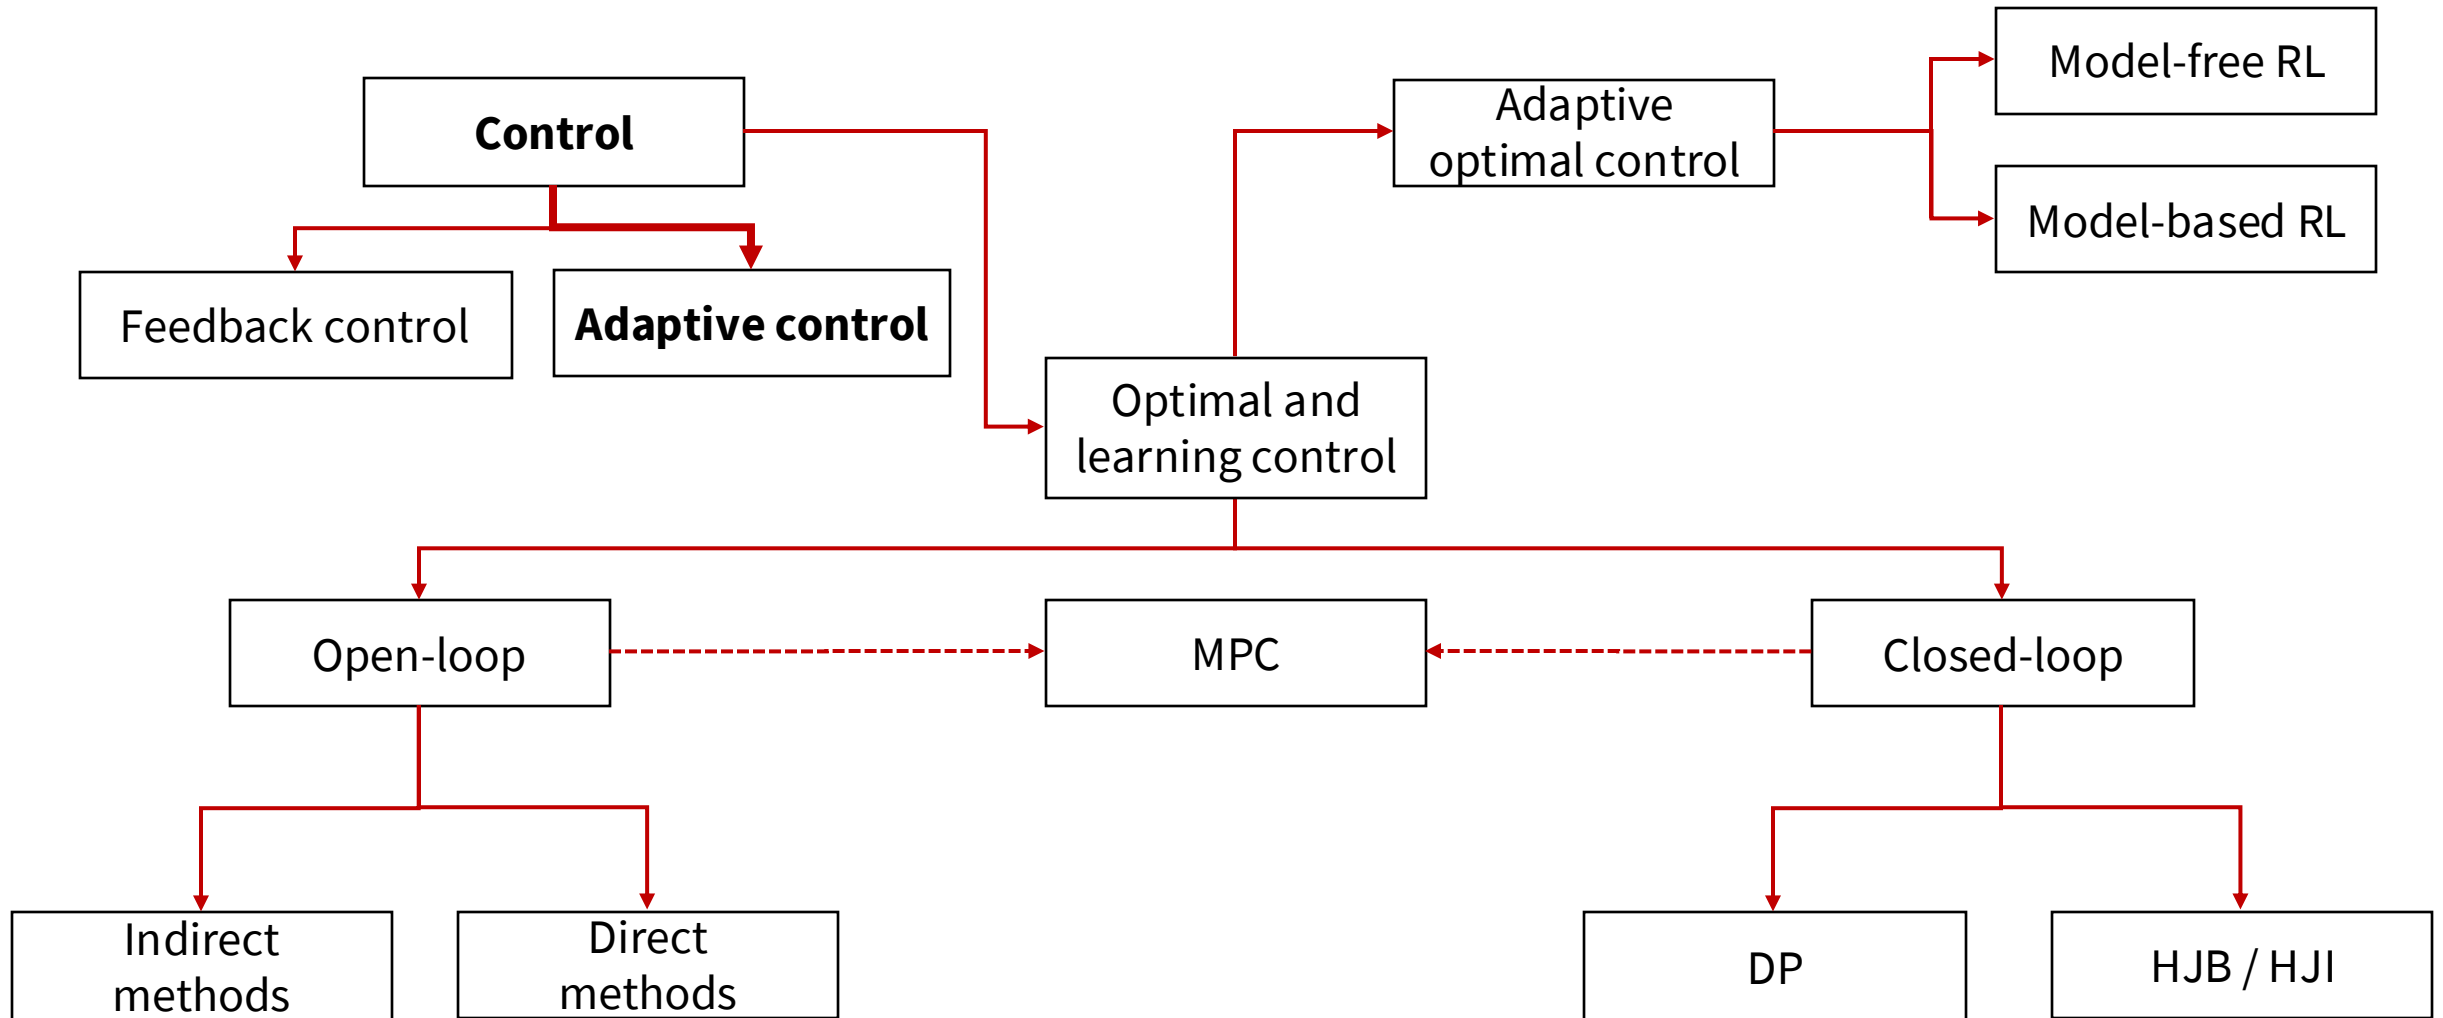 Control
Feedback control
Adaptive control
Adaptive
optimal control
Model-free RL
Model-based RL
Optimal and
learning control
Open-loop
MPC
Closed-loop
Indirect
methods
Direct
methods
DP
HJB / HJI